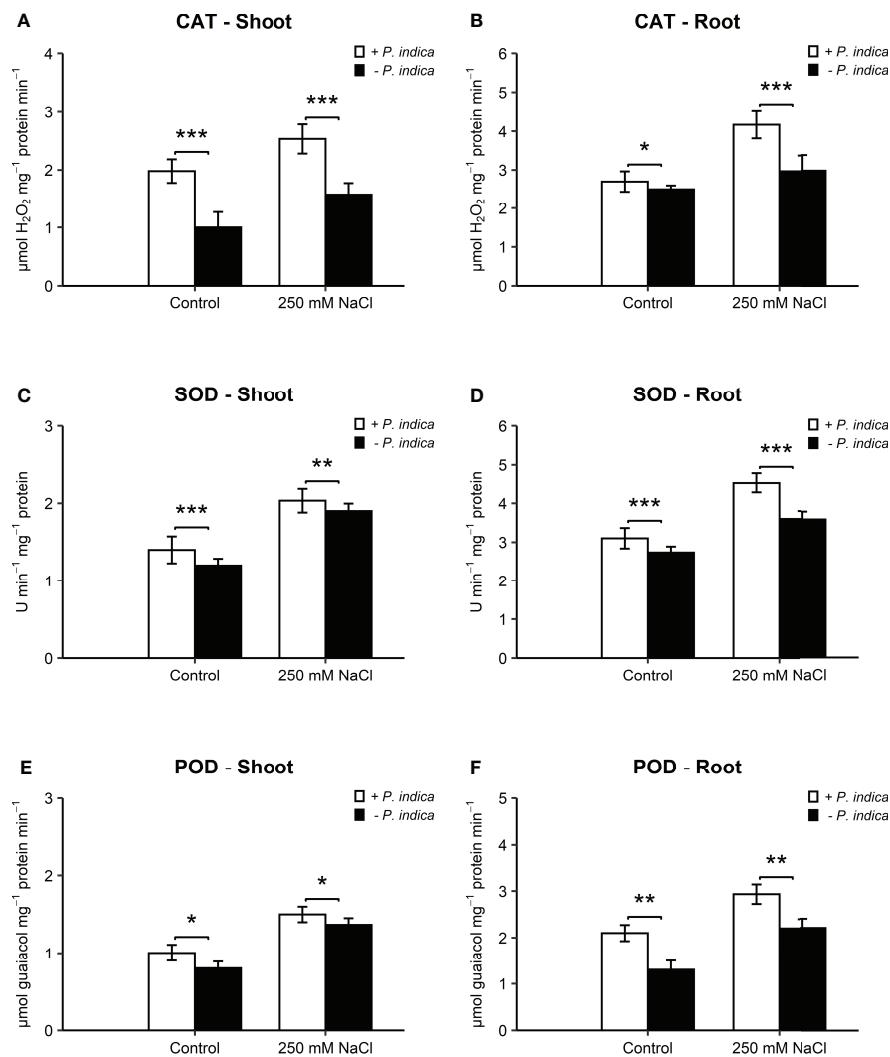 A
CAT - Shoot
+ P. indica
- P. indica
µmol H₂O₂ mg⁻¹ protein min⁻¹
4
3
2
1
0
***
***
Control
250 mM NaCl
B
CAT - Root
+ P. indica
- P. indica
µmol H₂O₂ mg⁻¹ protein min⁻¹
6
5
4
3
2
1
0
*
***
Control
250 mM NaCl
C
SOD - Shoot
+ P. indica
- P. indica
U min⁻¹ mg⁻¹ protein
3
2
1
0
***
**
Control
250 mM NaCl
D
SOD - Root
+ P. indica
- P. indica
U min⁻¹ mg⁻¹ protein
6
5
4
3
2
1
0
***
***
Control
250 mM NaCl
E
POD - Shoot
+ P. indica
- P. indica
µmol guaiacol mg⁻¹ protein min⁻¹
3
2
1
0
*
*
Control
250 mM NaCl
F
POD - Root
+ P. indica
- P. indica
µmol guaiacol mg⁻¹ protein min⁻¹
5
4
3
2
1
0
**
**
Control
250 mM NaCl